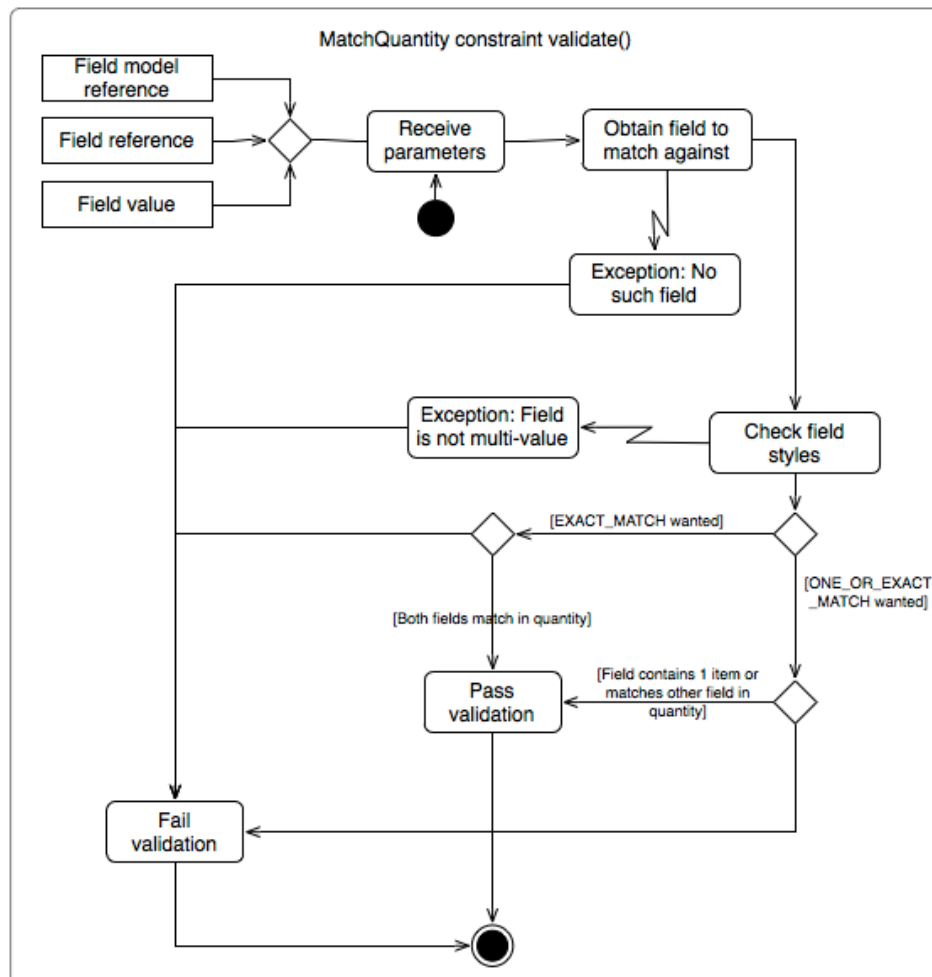 MatchQuantity constraint validate()
Field model
reference
Field reference
Field value
Receive
parameters
Obtain field to
match against
Exception: No
such field
Exception: Field
is not multi-value
Check field
styles
[EXACT_MATCH wanted]
[ONE_OR_EXACT
_MATCH wanted]
[Both fields match in quantity]
[Field contains 1 item or
matches other field in
quantity]
Pass
validation
Fail
validation